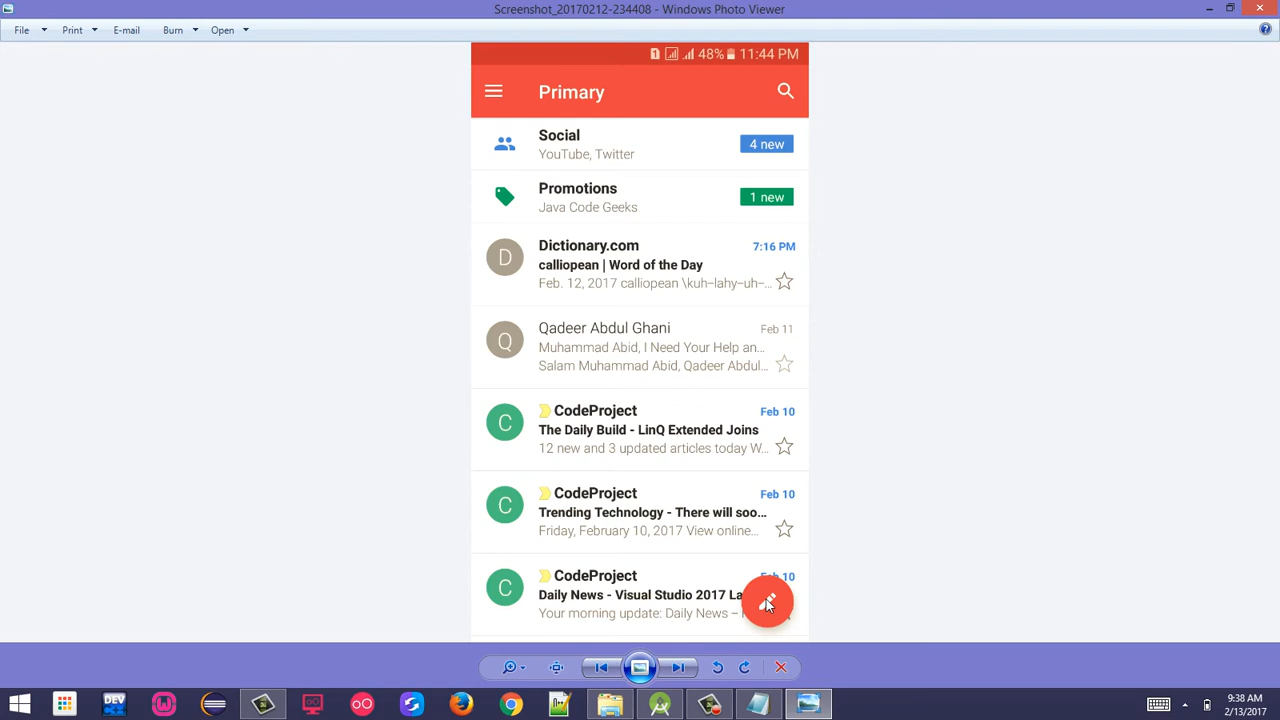 Screenshot_20170212-234408 - Windows Photo Viewer
File Print E-mail Burn Open
1 48% 11:44 PM
Primary
Social
YouTube, Twitter
4 new
Promotions
Java Code Geeks
1 new
D
Dictionary.com 7:16 PM
calliopean | Word of the Day
Feb. 12, 2017 calliopean \kuh–lahy–uh–...
Q
Qadeer Abdul Ghani Feb 11
Muhammad Abid, I Need Your Help an...
Salam Muhammad Abid, Qadeer Abdul...
C
CodeProject Feb 10
The Daily Build - LinQ Extended Joins
12 new and 3 updated articles today W...
C
CodeProject Feb 10
Trending Technology - There will soo...
Friday, February 10, 2017 View online...
C
CodeProject Feb 10
Daily News - Visual Studio 2017 La
Your morning update: Daily News –
DEV
9:38 AM
2/13/2017